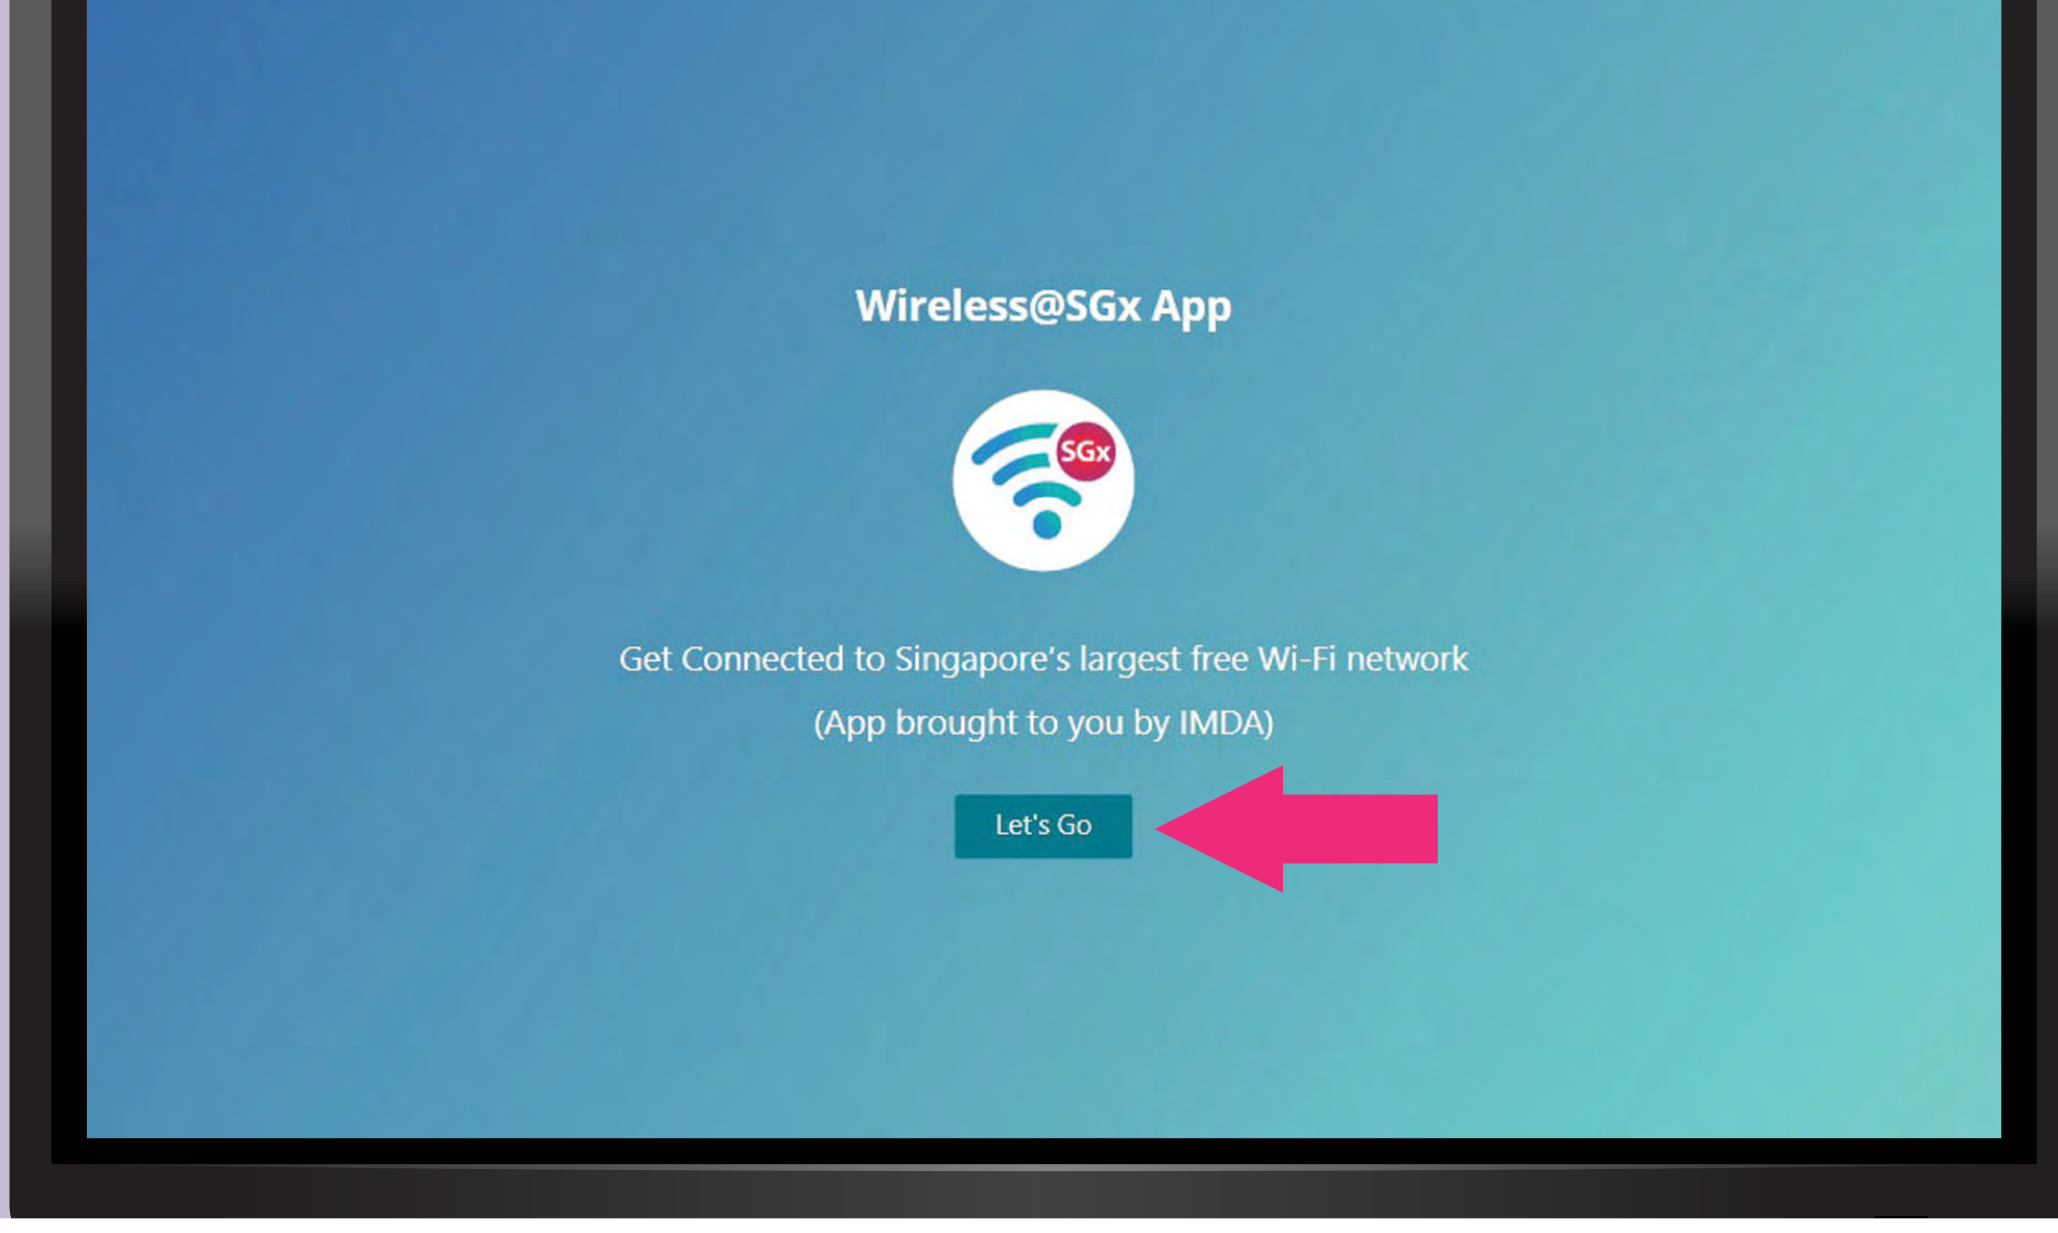 Wireless@SGx App
SGx
Get Connected to Singapore's largest free Wi-Fi network
(App brought to you by IMDA)
Let's Go